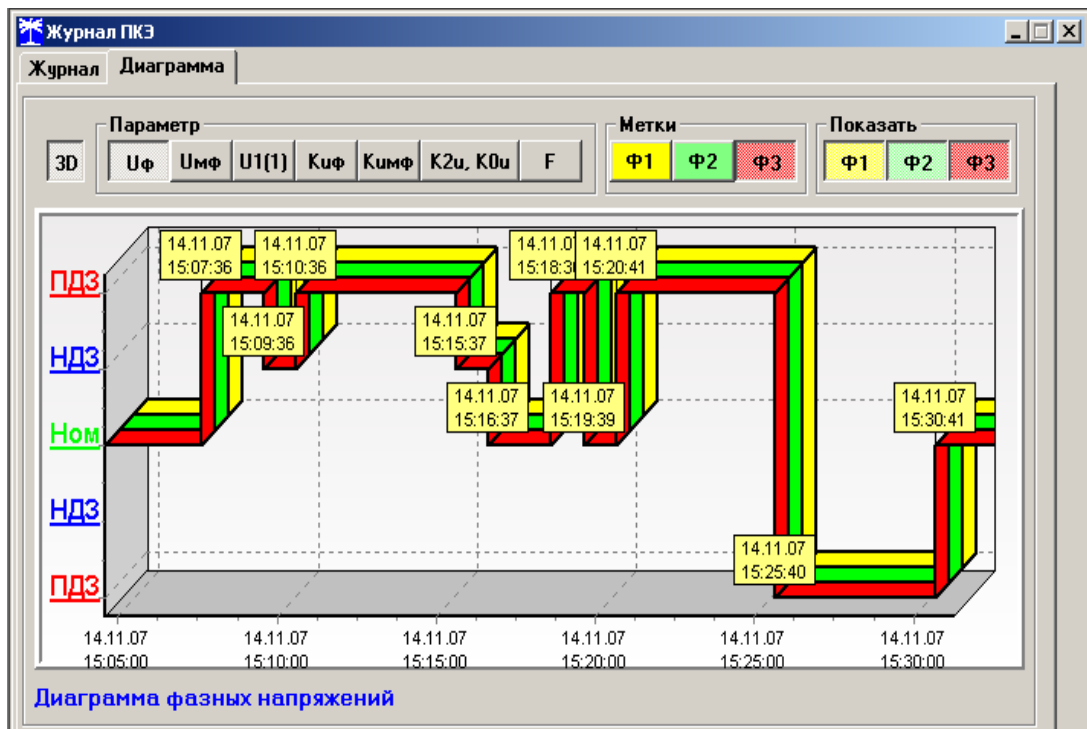 Журнал ПКЭ
Журнал Диаграмма
Параметр Метки Показать
3D Uф Uмф U1(1) Kuф Kuмф K2u, K0u F Ф1 Ф2 Ф3 Ф1 Ф2 Ф3
14.11.07 14.11.07 14.11.07 14.11.07
15:07:36 15:10:36 15:18:3 15:20:41
ПДЗ
14.11.07 14.11.07
15:09:36 15:15:37
НДЗ
14.11.07 14.11.07 14.11.07
15:16:37 15:19:39 15:30:41
Ном
НДЗ
14.11.07
15:25:40
ПДЗ
14.11.07 14.11.07 14.11.07 14.11.07 14.11.07 14.11.07
15:05:00 15:10:00 15:15:00 15:20:00 15:25:00 15:30:00
Диаграмма фазных напряжений